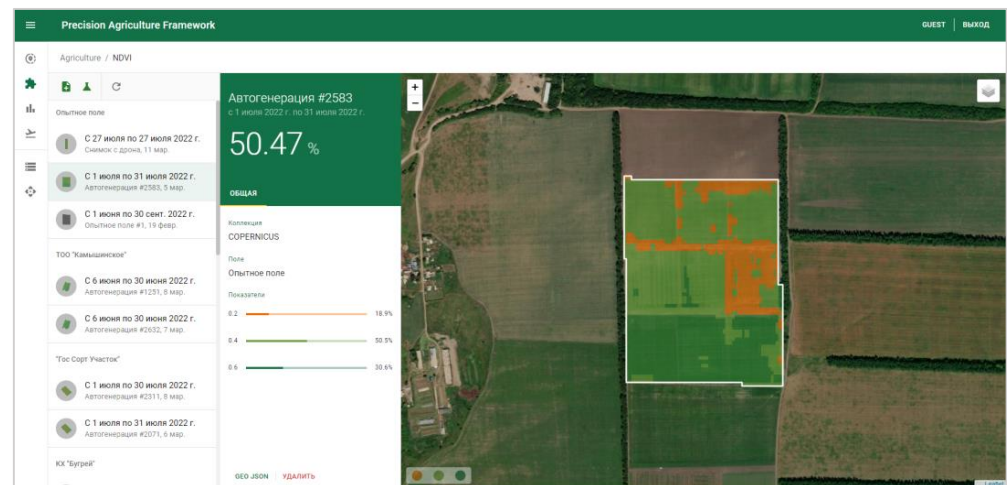 Precision Agriculture Framework
GUEST
ВЫХОД
Agriculture / NDVI
Опытное поле
С 27 июля по 27 июля 2022 г.
Снимок с дрона, 11 мар.
С 1 июля по 31 июля 2022 г.
Автогенерация #2583, 5 мар.
С 1 июня по 30 сент. 2022 г.
Опытное поле #1, 19 февр.
ТОО "Камышинское"
С 6 июня по 30 июня 2022 г.
Автогенерация #1251, 8 мар.
С 6 июня по 30 июня 2022 г.
Автогенерация #2632, 7 мар.
"Гос Сорт Участок"
С 1 июля по 30 июля 2022 г.
Автогенерация #2311, 8 мар.
С 1 июля по 31 июля 2022 г.
Автогенерация #2071, 6 мар.
КХ "Бугрей"
Автогенерация #2583
с 1 июля 2022 г. по 31 июля 2022 г.
50.47 %
ОБЩАЯ
Коллекция
COPERNICUS
Поле
Опытное поле
Показатели
0.2 18.9%
0.4 50.5%
0.6 30.6%
GEO JSON
УДАЛИТЬ
+
−
Leaflet